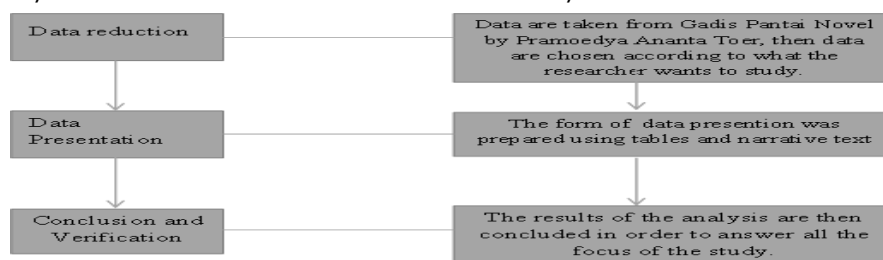 Data reduction
Data are taken from Gadis Pantai Novel
by Pramoedya Ananta Toer, then data
are chosen according to what the
researcher wants to study.
Data
Presentation
The form of data presention was
prepared using tables and narrative text
Conclusion and
Verification
The results of the analysis are then
concluded in order to answer all the
focus of the study.